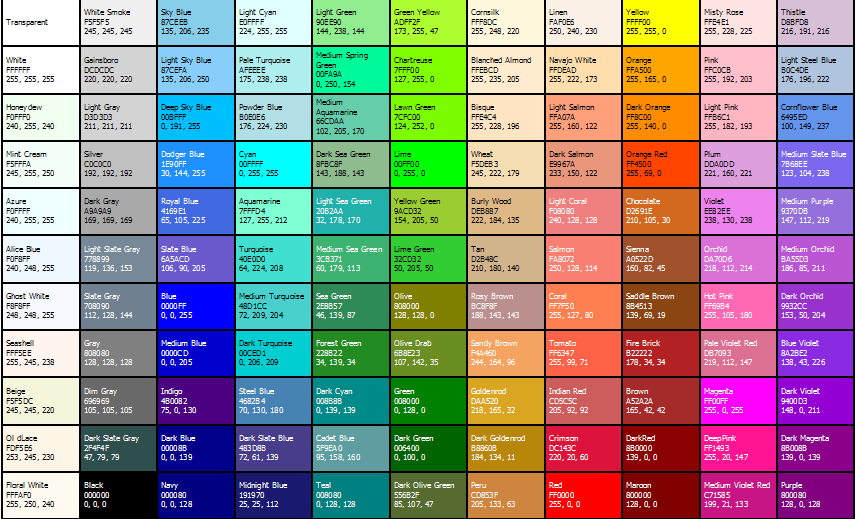 Transparent
White Smoke
F5F5F5
245, 245, 245
Sky Blue
87CEEB
135, 206, 235
Light Cyan
E0FFFF
224, 255, 255
Light Green
90EE90
144, 238, 144
Green Yellow
ADFF2F
173, 255, 47
Cornsilk
FFF8DC
255, 248, 220
Linen
FAF0E6
250, 240, 230
Yellow
FFFF00
255, 255, 0
Misty Rose
FFE4E1
255, 228, 225
Thistle
D8BFD8
216, 191, 216
White
FFFFFF
255, 255, 255
Gainsboro
DCDCDC
220, 220, 220
Light Sky Blue
87CEFA
135, 206, 250
Pale Turquoise
AFEEEE
175, 238, 238
Medium Spring
Green
00FA9A
0, 250, 154
Chartreuse
7FFF00
127, 255, 0
Blanched Almond
FFEBCD
255, 235, 205
Navajo White
FFDEAD
255, 222, 173
Orange
FFA500
255, 165, 0
Pink
FFC0CB
255, 192, 203
Light Steel Blue
B0C4DE
176, 196, 222
Honeydew
F0FFF0
240, 255, 240
Light Gray
D3D3D3
211, 211, 211
Deep Sky Blue
00BFFF
0, 191, 255
Powder Blue
B0E0E6
176, 224, 230
Medium
Aquamarine
66CDAA
102, 205, 170
Lawn Green
7CFC00
124, 252, 0
Bisque
FFE4C4
255, 228, 196
Light Salmon
FFA07A
255, 160, 122
Dark Orange
FF8C00
255, 140, 0
Light Pink
FFB6C1
255, 182, 193
Cornflower Blue
6495ED
100, 149, 237
Mint Cream
F5FFFA
245, 255, 250
Silver
C0C0C0
192, 192, 192
Dodger Blue
1E90FF
30, 144, 255
Cyan
00FFFF
0, 255, 255
Dark Sea Green
8FBC8F
143, 188, 143
Lime
00FF00
0, 255, 0
Wheat
F5DEB3
245, 222, 179
Dark Salmon
E9967A
233, 150, 122
Orange Red
FF4500
255, 69, 0
Plum
DDA0DD
221, 160, 221
Medium Slate Blue
7B68EE
123, 104, 238
Azure
F0FFFF
240, 255, 255
Dark Gray
A9A9A9
169, 169, 169
Royal Blue
4169E1
65, 105, 225
Aquamarine
7FFFD4
127, 255, 212
Light Sea Green
20B2AA
32, 178, 170
Yellow Green
9ACD32
154, 205, 50
Burly Wood
DEB887
222, 184, 135
Light Coral
F08080
240, 128, 128
Chocolate
D2691E
210, 105, 30
Violet
EE82EE
238, 130, 238
Medium Purple
9370DB
147, 112, 219
Alice Blue
F0F8FF
240, 248, 255
Light Slate Gray
778899
119, 136, 153
Slate Blue
6A5ACD
106, 90, 205
Turquoise
40E0D0
64, 224, 208
Medium Sea Green
3CB371
60, 179, 113
Lime Green
32CD32
50, 205, 50
Tan
D2B48C
210, 180, 140
Salmon
FA8072
250, 128, 114
Sienna
A0522D
160, 82, 45
Orchid
DA70D6
218, 112, 214
Medium Orchid
BA55D3
186, 85, 211
Ghost White
F8F8FF
248, 248, 255
Slate Gray
708090
112, 128, 144
Blue
0000FF
0, 0, 255
Medium Turquoise
48D1CC
72, 209, 204
Sea Green
2E8B57
46, 139, 87
Olive
808000
128, 128, 0
Rosy Brown
BC8F8F
188, 143, 143
Coral
FF7F50
255, 127, 80
Saddle Brown
8B4513
139, 69, 19
Hot Pink
FF69B4
255, 105, 180
Dark Orchid
9932CC
153, 50, 204
Seashell
FFF5EE
255, 245, 238
Gray
808080
128, 128, 128
Medium Blue
0000CD
0, 0, 205
Dark Turquoise
00CED1
0, 206, 209
Forest Green
228B22
34, 139, 34
Olive Drab
6B8E23
107, 142, 35
Sandy Brown
F4A460
244, 164, 96
Tomato
FF6347
255, 99, 71
Fire Brick
B22222
178, 34, 34
Pale Violet Red
DB7093
219, 112, 147
Blue Violet
8A2BE2
138, 43, 226
Beige
F5F5DC
245, 245, 220
Dim Gray
696969
105, 105, 105
Indigo
4B0082
75, 0, 130
Steel Blue
4682B4
70, 130, 180
Dark Cyan
008B8B
0, 139, 139
Green
008000
0, 128, 0
Goldenrod
DAA520
218, 165, 32
Indian Red
CD5C5C
205, 92, 92
Brown
A52A2A
165, 42, 42
Magenta
FF00FF
255, 0, 255
Dark Violet
9400D3
148, 0, 211
Ol dLace
FDF5E6
253, 245, 230
Dark Slate Gray
2F4F4F
47, 79, 79
Dark Blue
00008B
0, 0, 139
Dark Slate Blue
483D8B
72, 61, 139
Cadet Blue
5F9EA0
95, 158, 160
Dark Green
006400
0, 100, 0
Dark Goldenrod
B8860B
184, 134, 11
Crimson
DC143C
220, 20, 60
DarkRed
8B0000
139, 0, 0
DeepPink
FF1493
255, 20, 147
Dark Magenta
8B008B
139, 0, 139
Floral White
FFFAF0
255, 250, 240
Black
000000
0, 0, 0
Navy
000080
0, 0, 128
Midnight Blue
191970
25, 25, 112
Teal
008080
0, 128, 128
Dark Olive Green
556B2F
85, 107, 47
Peru
CD853F
205, 133, 63
Red
FF0000
255, 0, 0
Maroon
800000
128, 0, 0
Medium Violet Red
C71585
199, 21, 133
Purple
800080
128, 0, 128